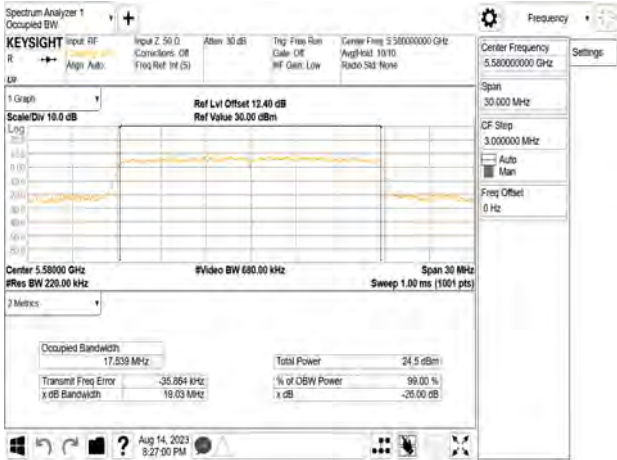 Spectrum Analyzer 1
Occupied BW
+
Frequency
KEYSIGHT
R
Input: RF
Align: Auto
Input Z: 50 Ω
Corrections: Off
Freq Ref: Int (S)
Atten: 30 dB
Trig: Free Run
Gate: Off
#IF Gain: Low
Center Freq: 5.580000000 GHz
Avg|Hold: 10/10
Radio Std: None
Center Frequency
5.580000000 GHz
Settings
Span
30.000 MHz
CF Step
3.000000 MHz
Auto
Man
Freq Offset
0 Hz
1 Graph
Scale/Div 10.0 dB
Log
Ref Lvl Offset 12.40 dB
Ref Value 30.00 dBm
Center 5.58000 GHz
#Res BW 220.00 kHz
#Video BW 680.00 kHz
Span 30 MHz
Sweep 1.00 ms (1001 pts)
2 Metrics
Occupied Bandwidth
17.539 MHz
Total Power
24.5 dBm
Transmit Freq Error
-35.864 kHz
% of OBW Power
99.00 %
x dB Bandwidth
19.03 MHz
x dB
-26.00 dB
?
Aug 14, 2023
8:27:00 PM